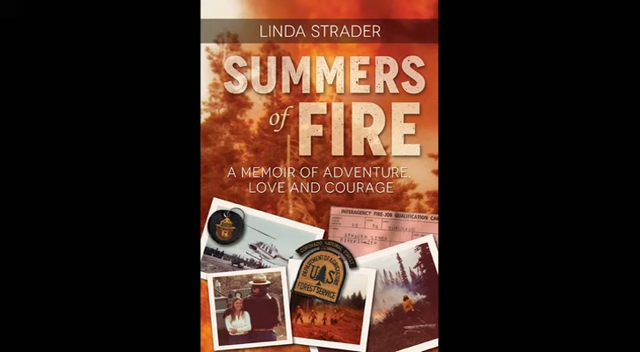 LINDA STRADER
SUMMERS
of FIRE
A MEMOIR OF ADVENTURE,
LOVE AND COURAGE
INTERAGENCY FIRE-JOB QUALIFICATION CAR
DEPARTMENT OF AGRICULTURE
U S
FOREST SERVICE